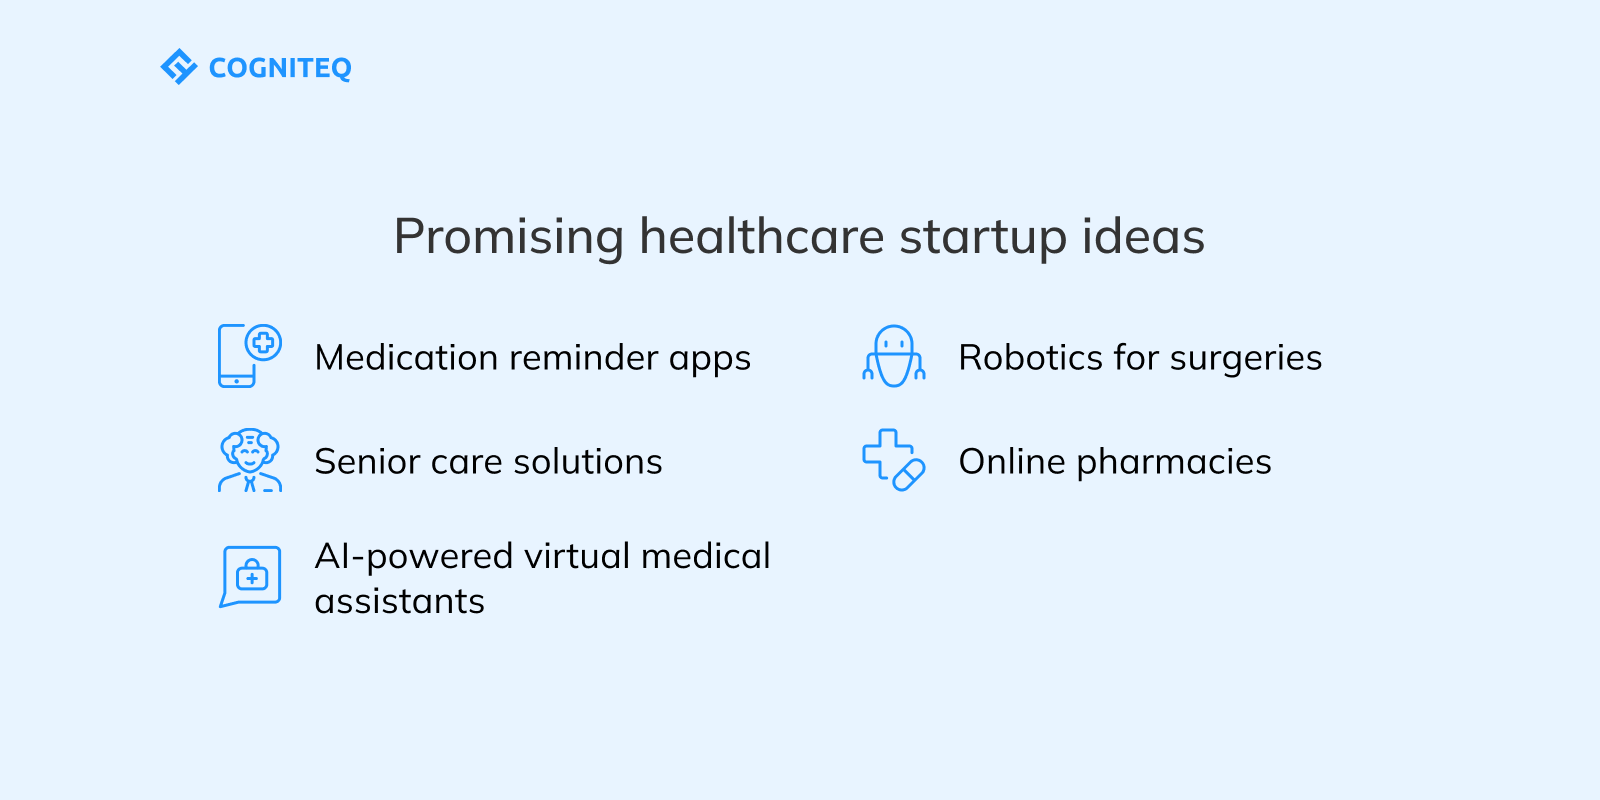 COGNITEQ
Promising healthcare startup ideas
Medication reminder apps
Robotics for surgeries
Senior care solutions
Online pharmacies
AI-powered virtual medical
assistants